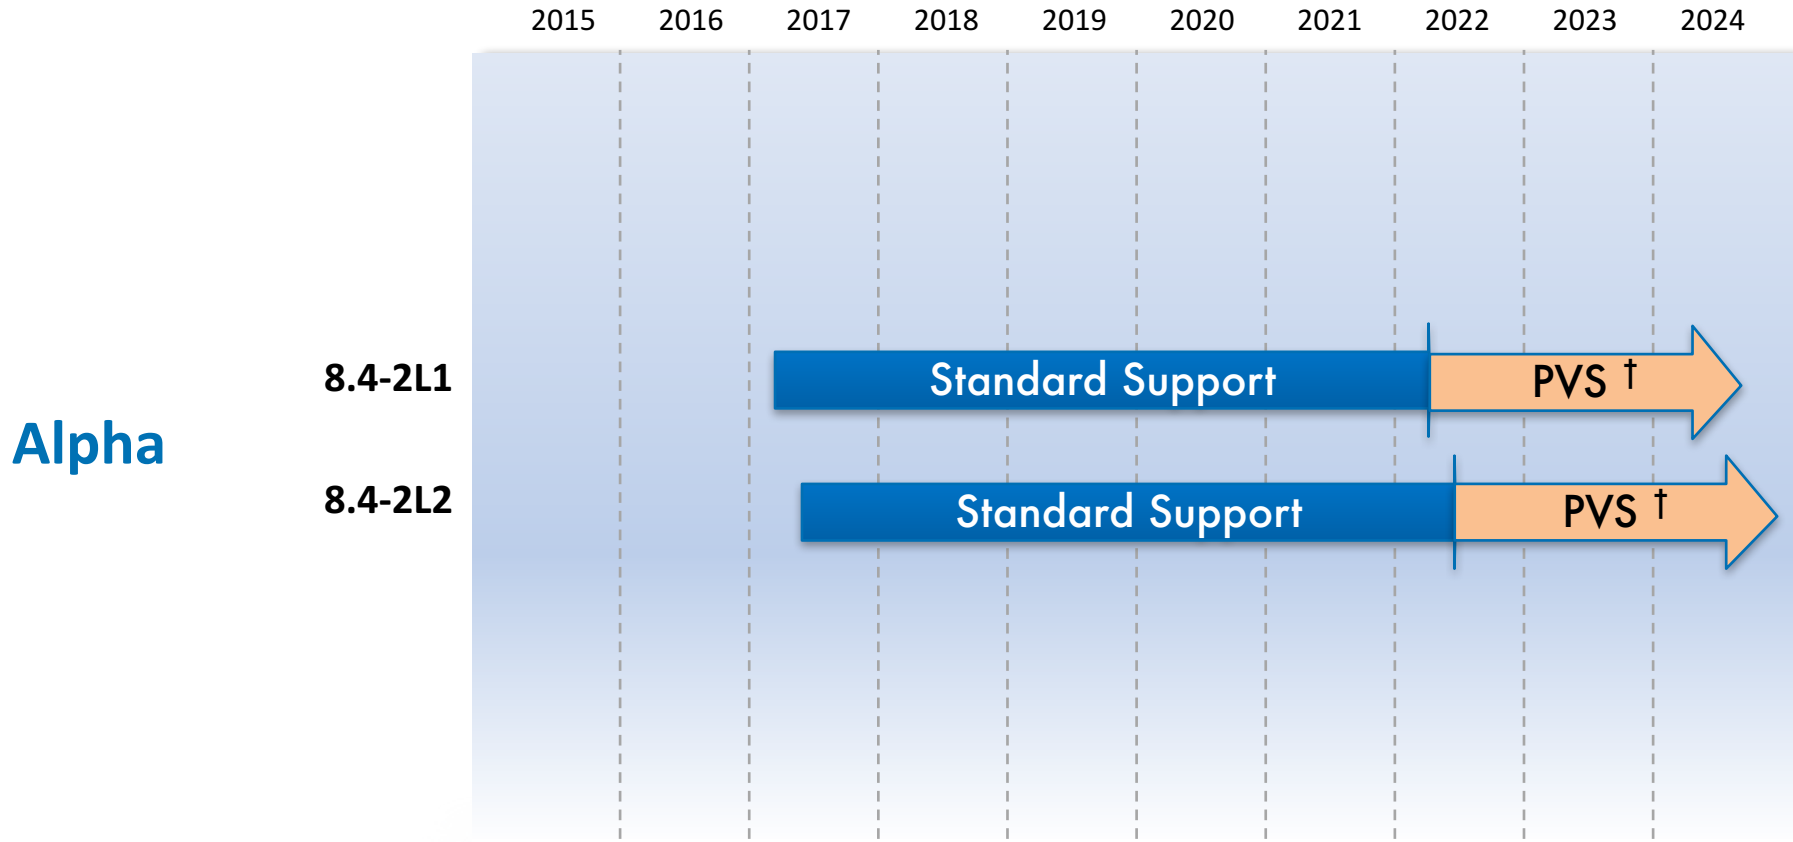 2015 2016 2017 2018 2019 2020 2021 2022 2023 2024
8.4-2L1 Standard Support PVS †
Alpha
8.4-2L2 Standard Support PVS †